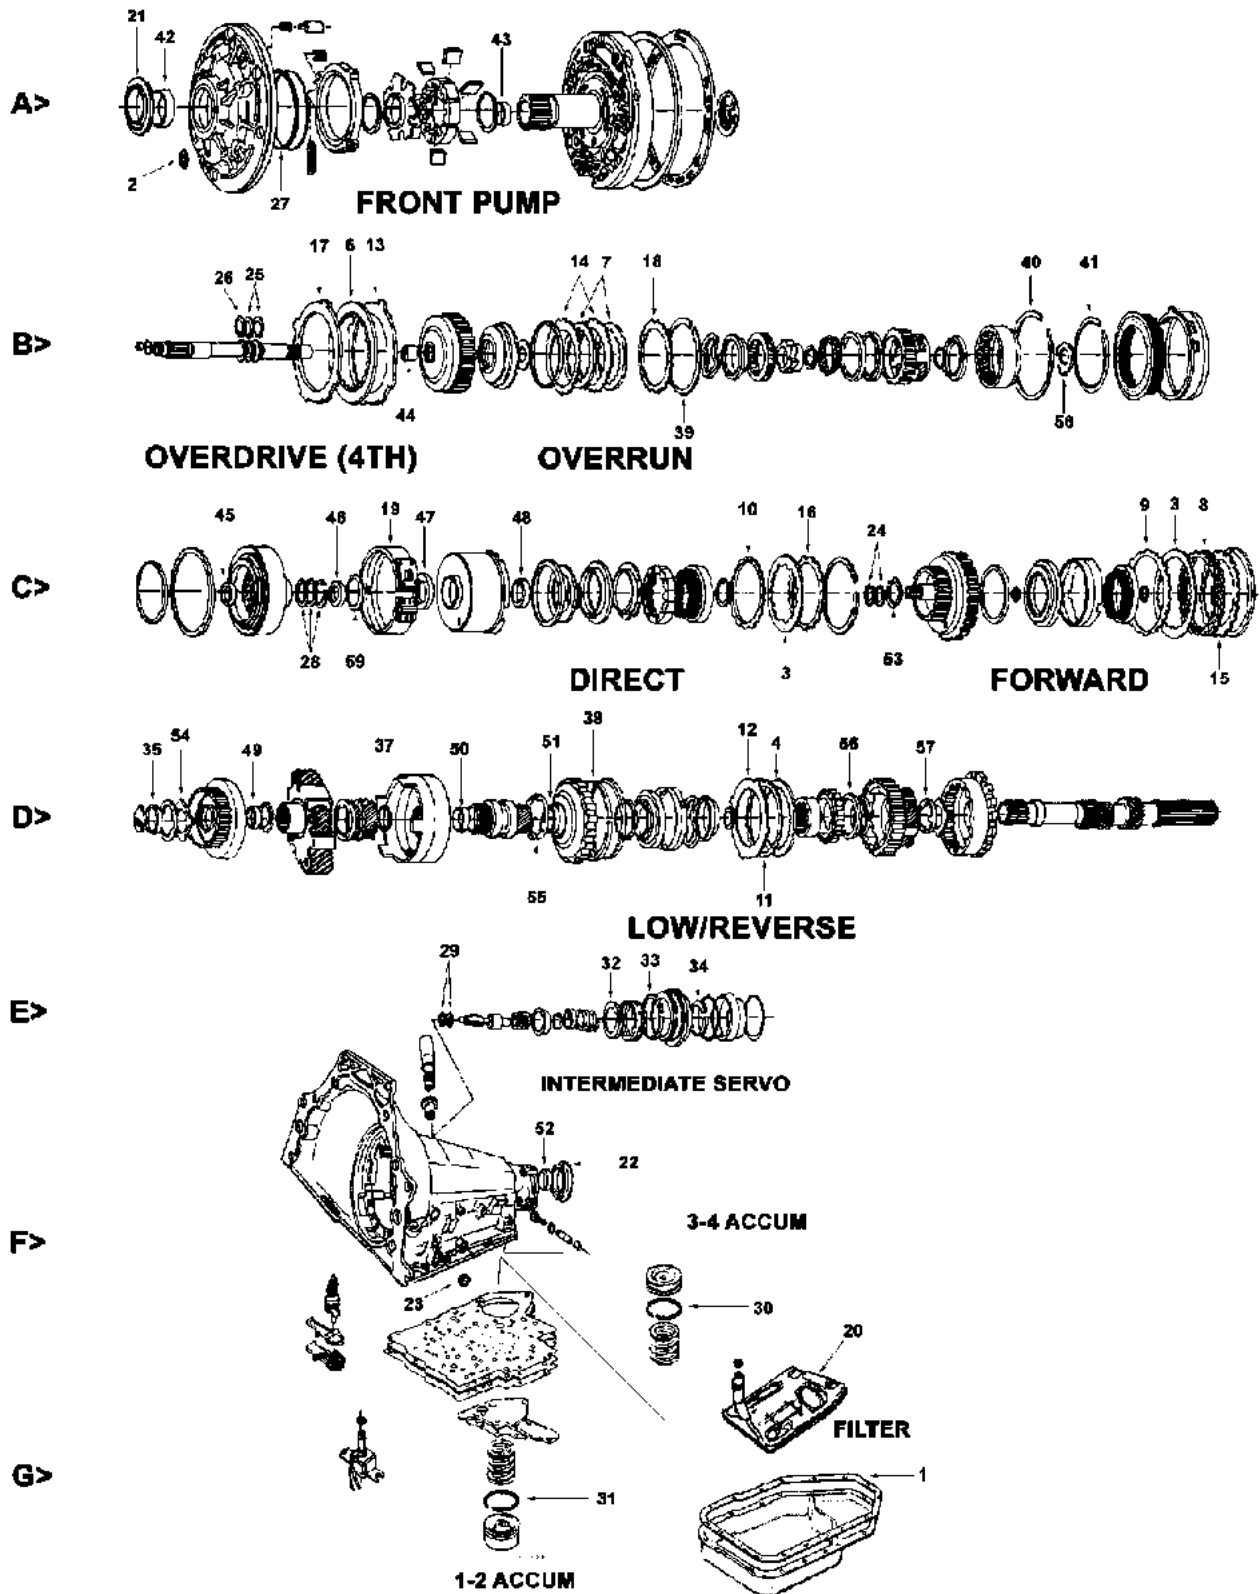 21 42 43
A>
2 27
FRONT PUMP
17 6 13 14 7 18 40 41
26 25
B>
44 39 56
OVERDRIVE (4TH) OVERRUN
45 46 19 47 48 10 16 24 9 3 8
C>
28 59 3 53 15
DIRECT FORWARD
35 54 49 37 50 51 38 12 4 56 57
D>
55 11
LOW/REVERSE
29 32 33 34
E>
INTERMEDIATE SERVO
52 22
3-4 ACCUM
F>
23 30
20
FILTER
G> 1
31
1-2 ACCUM